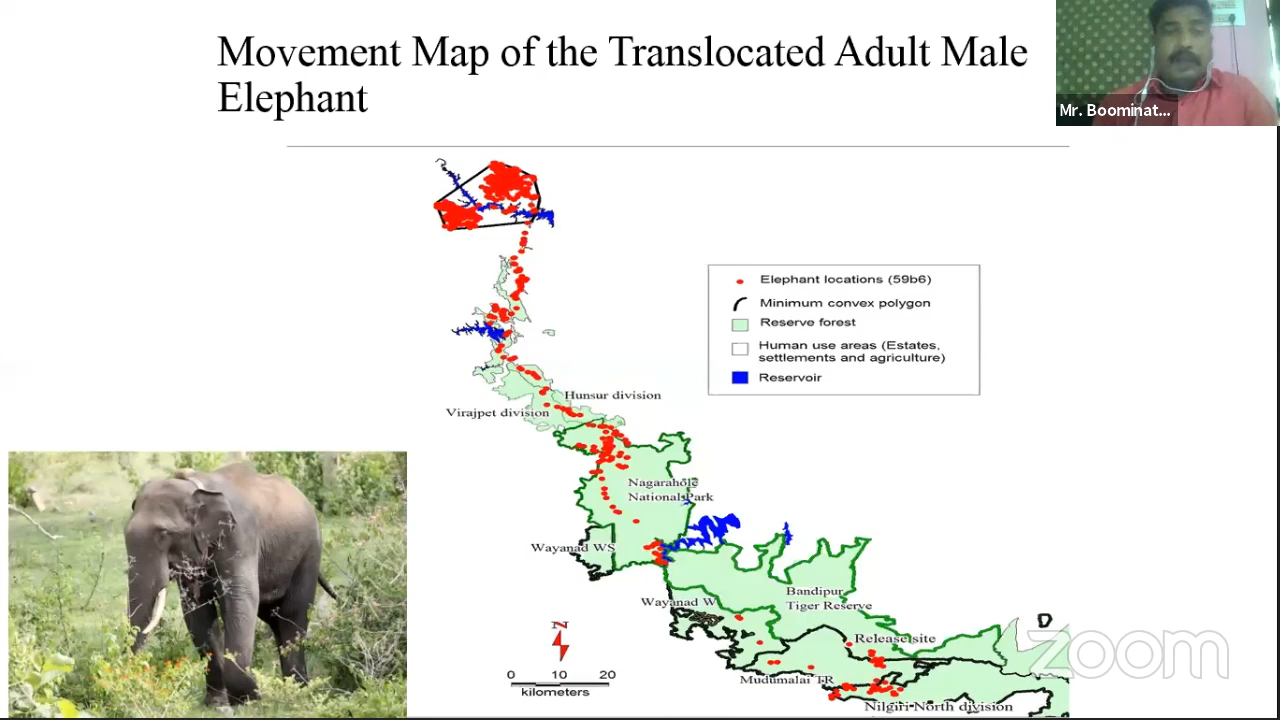 Movement Map of the Translocated Adult Male
Elephant
Mr. Boominat...
Elephant locations (59b6)
Minimum convex polygon
Reserve forest
Human use areas (Estates,
settlements and agriculture)
Reservoir
Hunsur division
Virajpet division
Nagarahole
National Park
Wayanad WS
Bandipur
Tiger Reserve
Wayanad W
Release site
Mudumalai TR
Nilgiri North division
N
0 10 20
kilometers
D
zoom